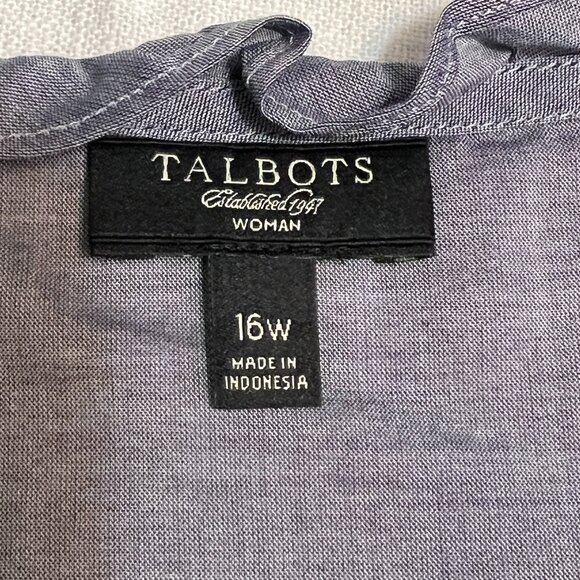 TALBOTS
Established 1947
WOMAN
16W
MADE IN
INDONESIA